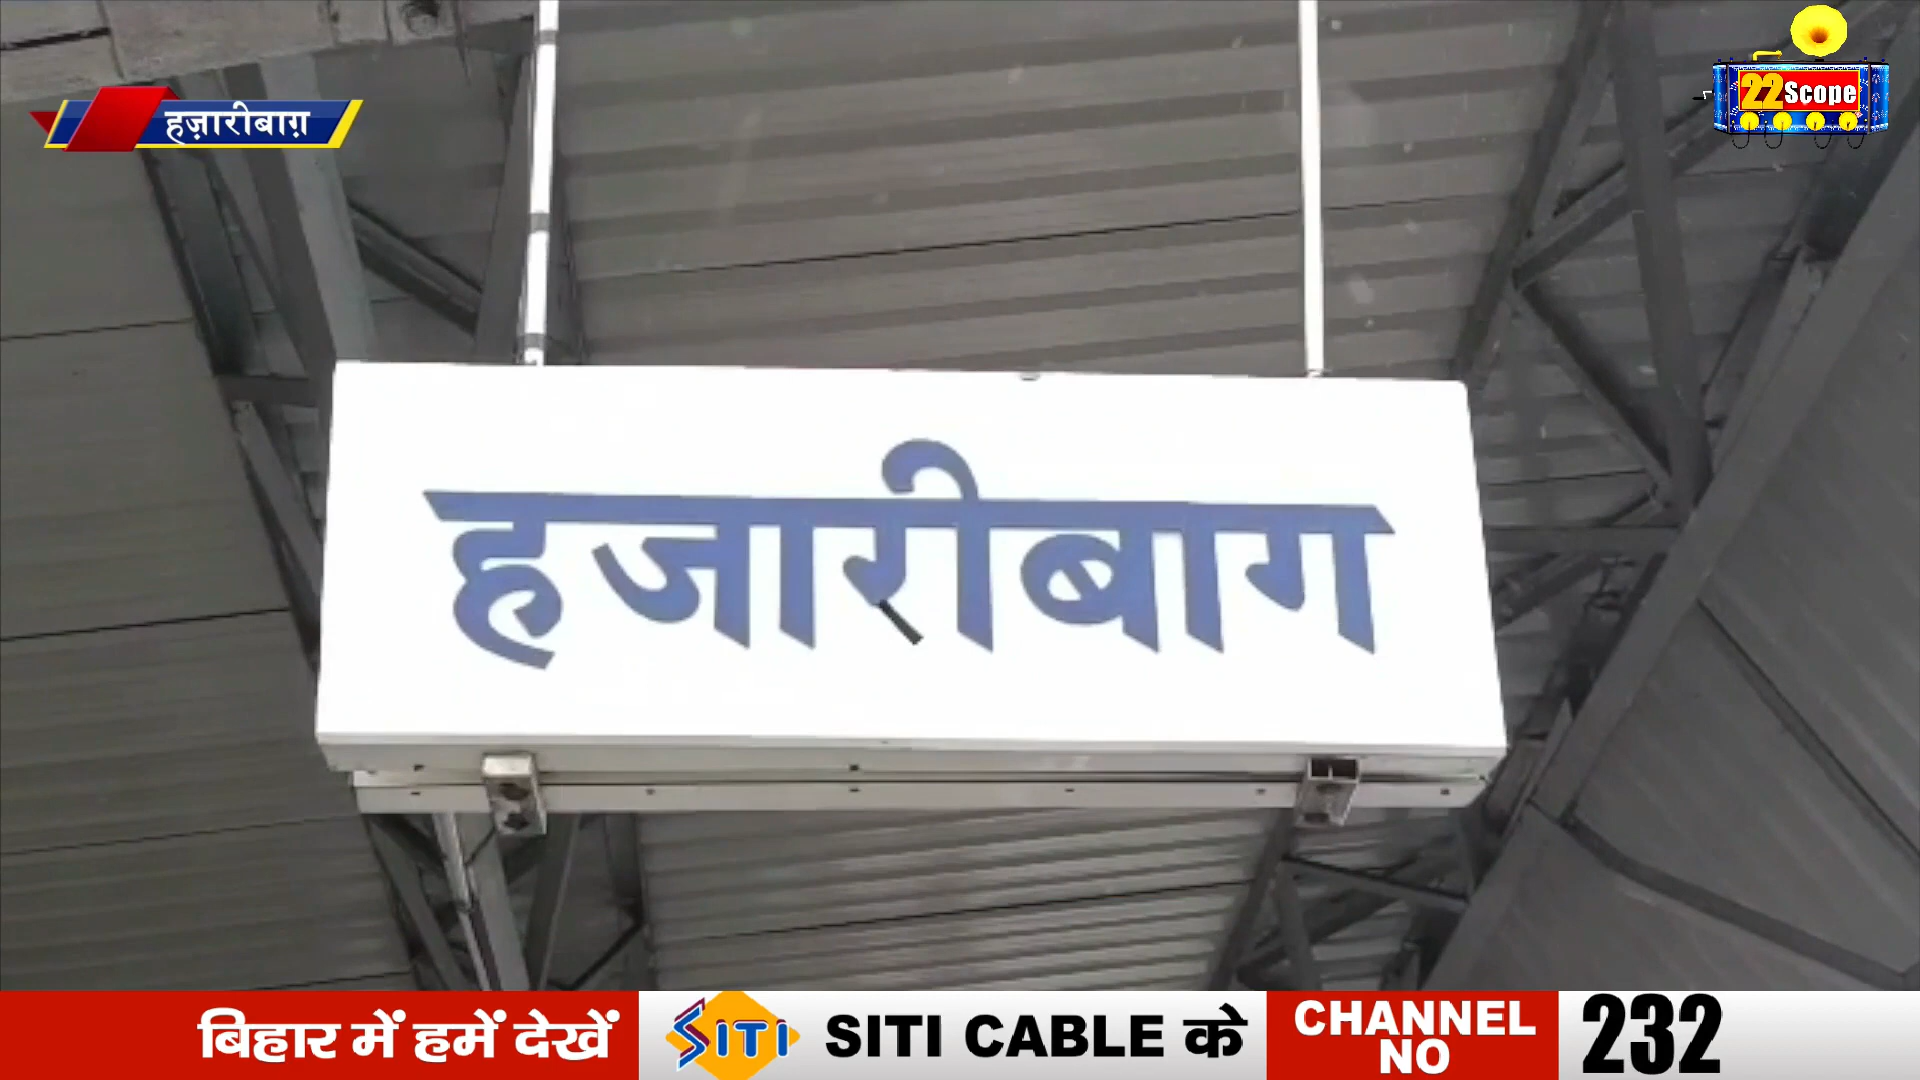 हज़ारीबाग़
22Scope
हजारीबाग
बिहार में हमें देखें
SITI
SITI CABLE के
CHANNEL
NO
232